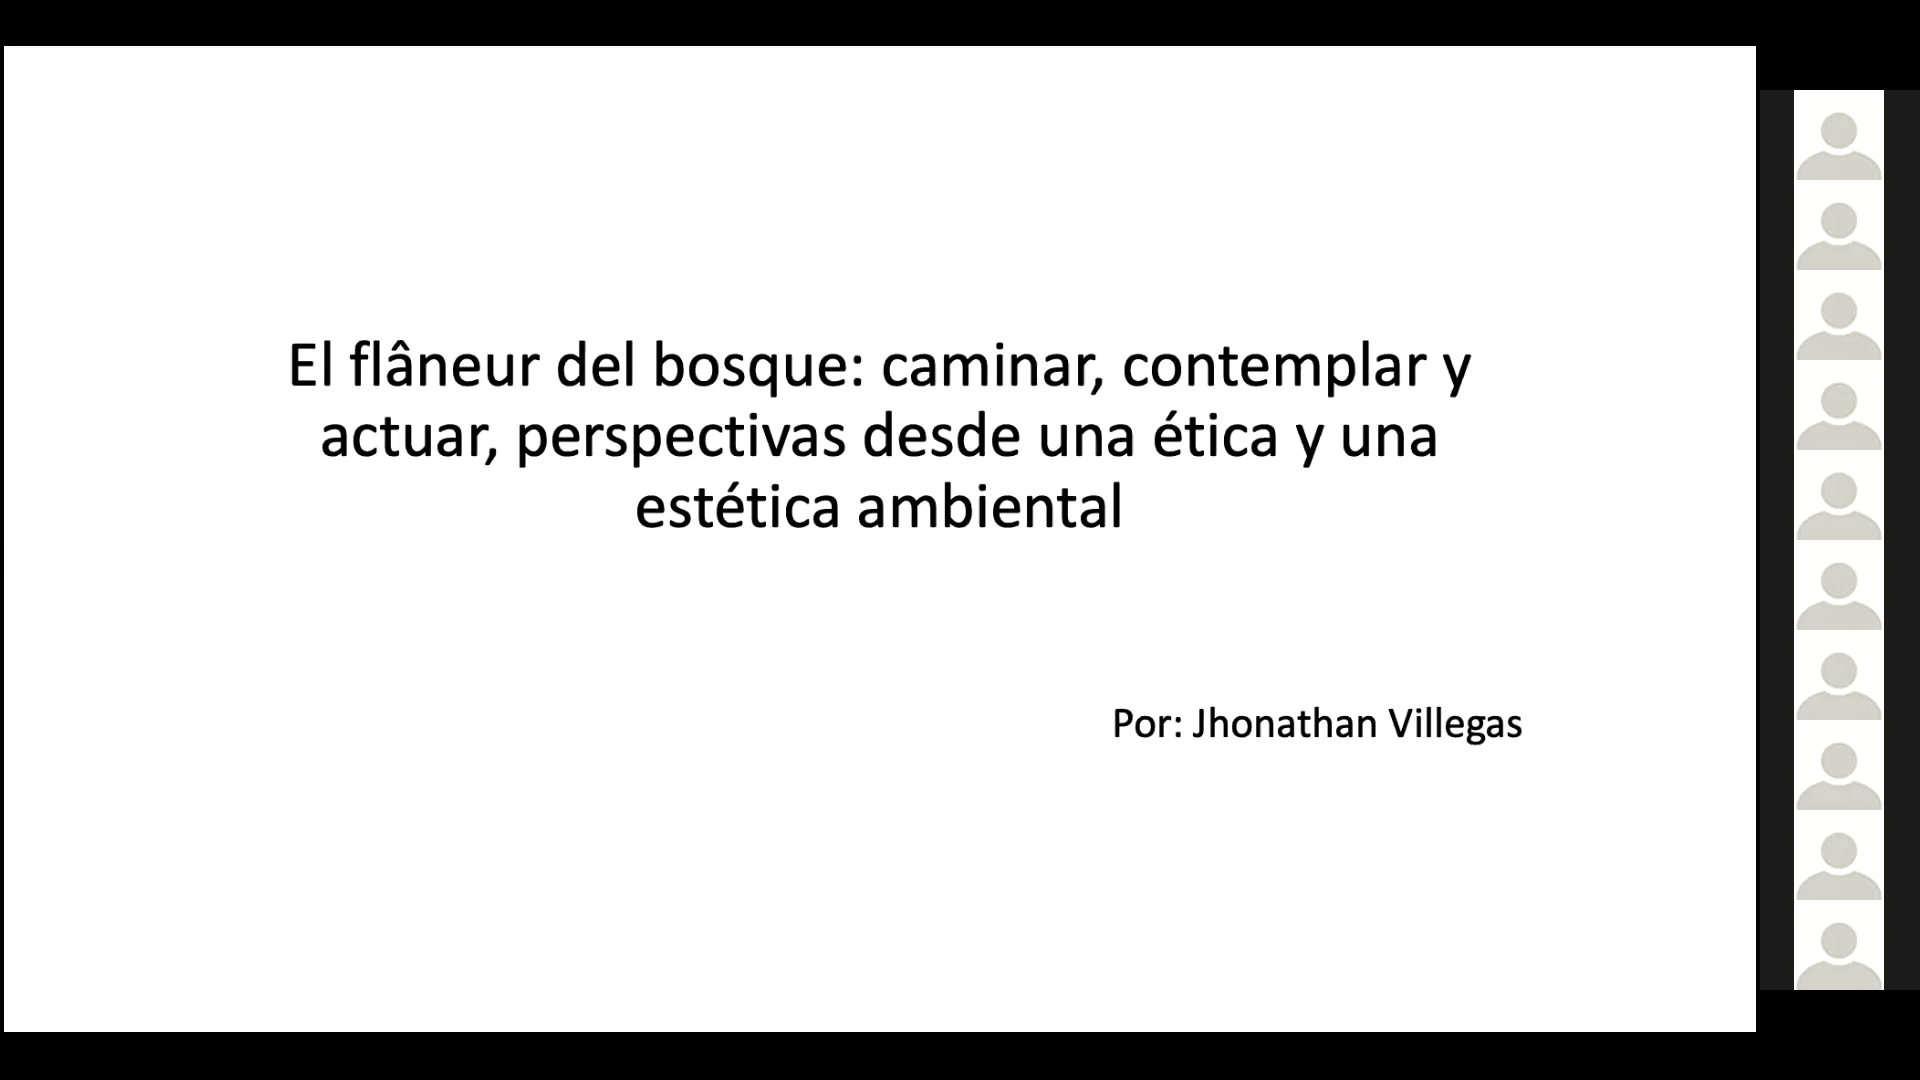 El flâneur del bosque: caminar, contemplar y
actuar, perspectivas desde una ética y una
estética ambiental
Por: Jhonathan Villegas